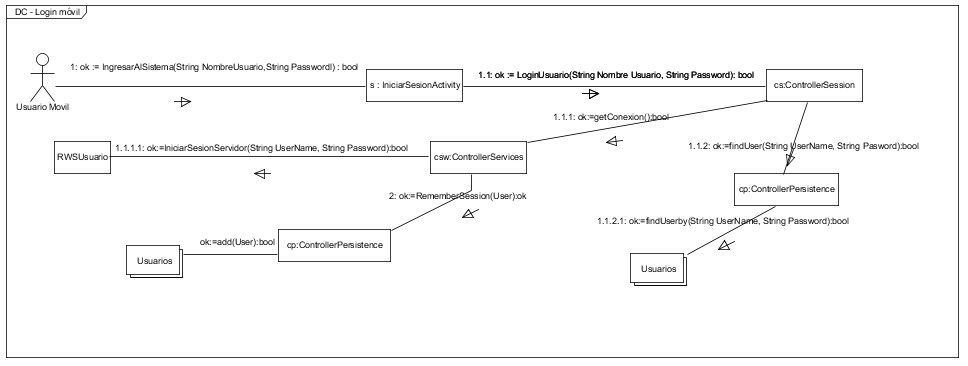 DC - Login móvil
1: ok := IngresarAlSistema(String NombreUsuario,String Passwordl) : bool
1.1: ok := LoginUsuario(String Nombre Usuario, String Password): bool
s : IniciarSesionActivity
cs:ControllerSession
Usuario Movil
1.1.1: ok:=getConexion():bool
1.1.1.1: ok:=IniciarSesionServidor(String UserName, String Password):bool
1.1.2: ok:=findUser(String UserName, String Pasword):bool
RWSUsuario
csw:ControllerServices
cp:ControllerPersistence
2: ok:=RememberSession(User):ok
1.1.2.1: ok:=findUserby(String UserName, String Password):bool
ok:=add(User):bool
cp:ControllerPersistence
Usuarios
Usuarios